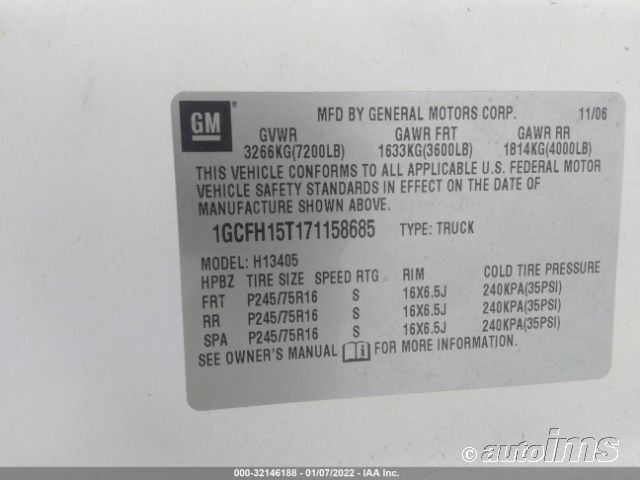 GM ®
MFD BY GENERAL MOTORS CORP. 11/06
GVWR GAWR FRT GAWR RR
3266KG(7200LB) 1633KG(3600LB) 1814KG(4000LB)
THIS VEHICLE CONFORMS TO ALL APPLICABLE U.S. FEDERAL MOTOR
VEHICLE SAFETY STANDARDS IN EFFECT ON THE DATE OF
MANUFACTURE SHOWN ABOVE.
1GCFH15T171158685 TYPE: TRUCK
MODEL: H13405
HPBZ TIRE SIZE SPEED RTG RIM COLD TIRE PRESSURE
FRT P245/75R16 S 16X6.5J 240KPA(35PSI)
RR P245/75R16 S 16X6.5J 240KPA(35PSI)
SPA P245/75R16 S 16X6.5J 240KPA(35PSI)
SEE OWNER'S MANUAL i FOR MORE INFORMATION.
© autoims
000-32146188 - 01/07/2022 - IAA Inc.